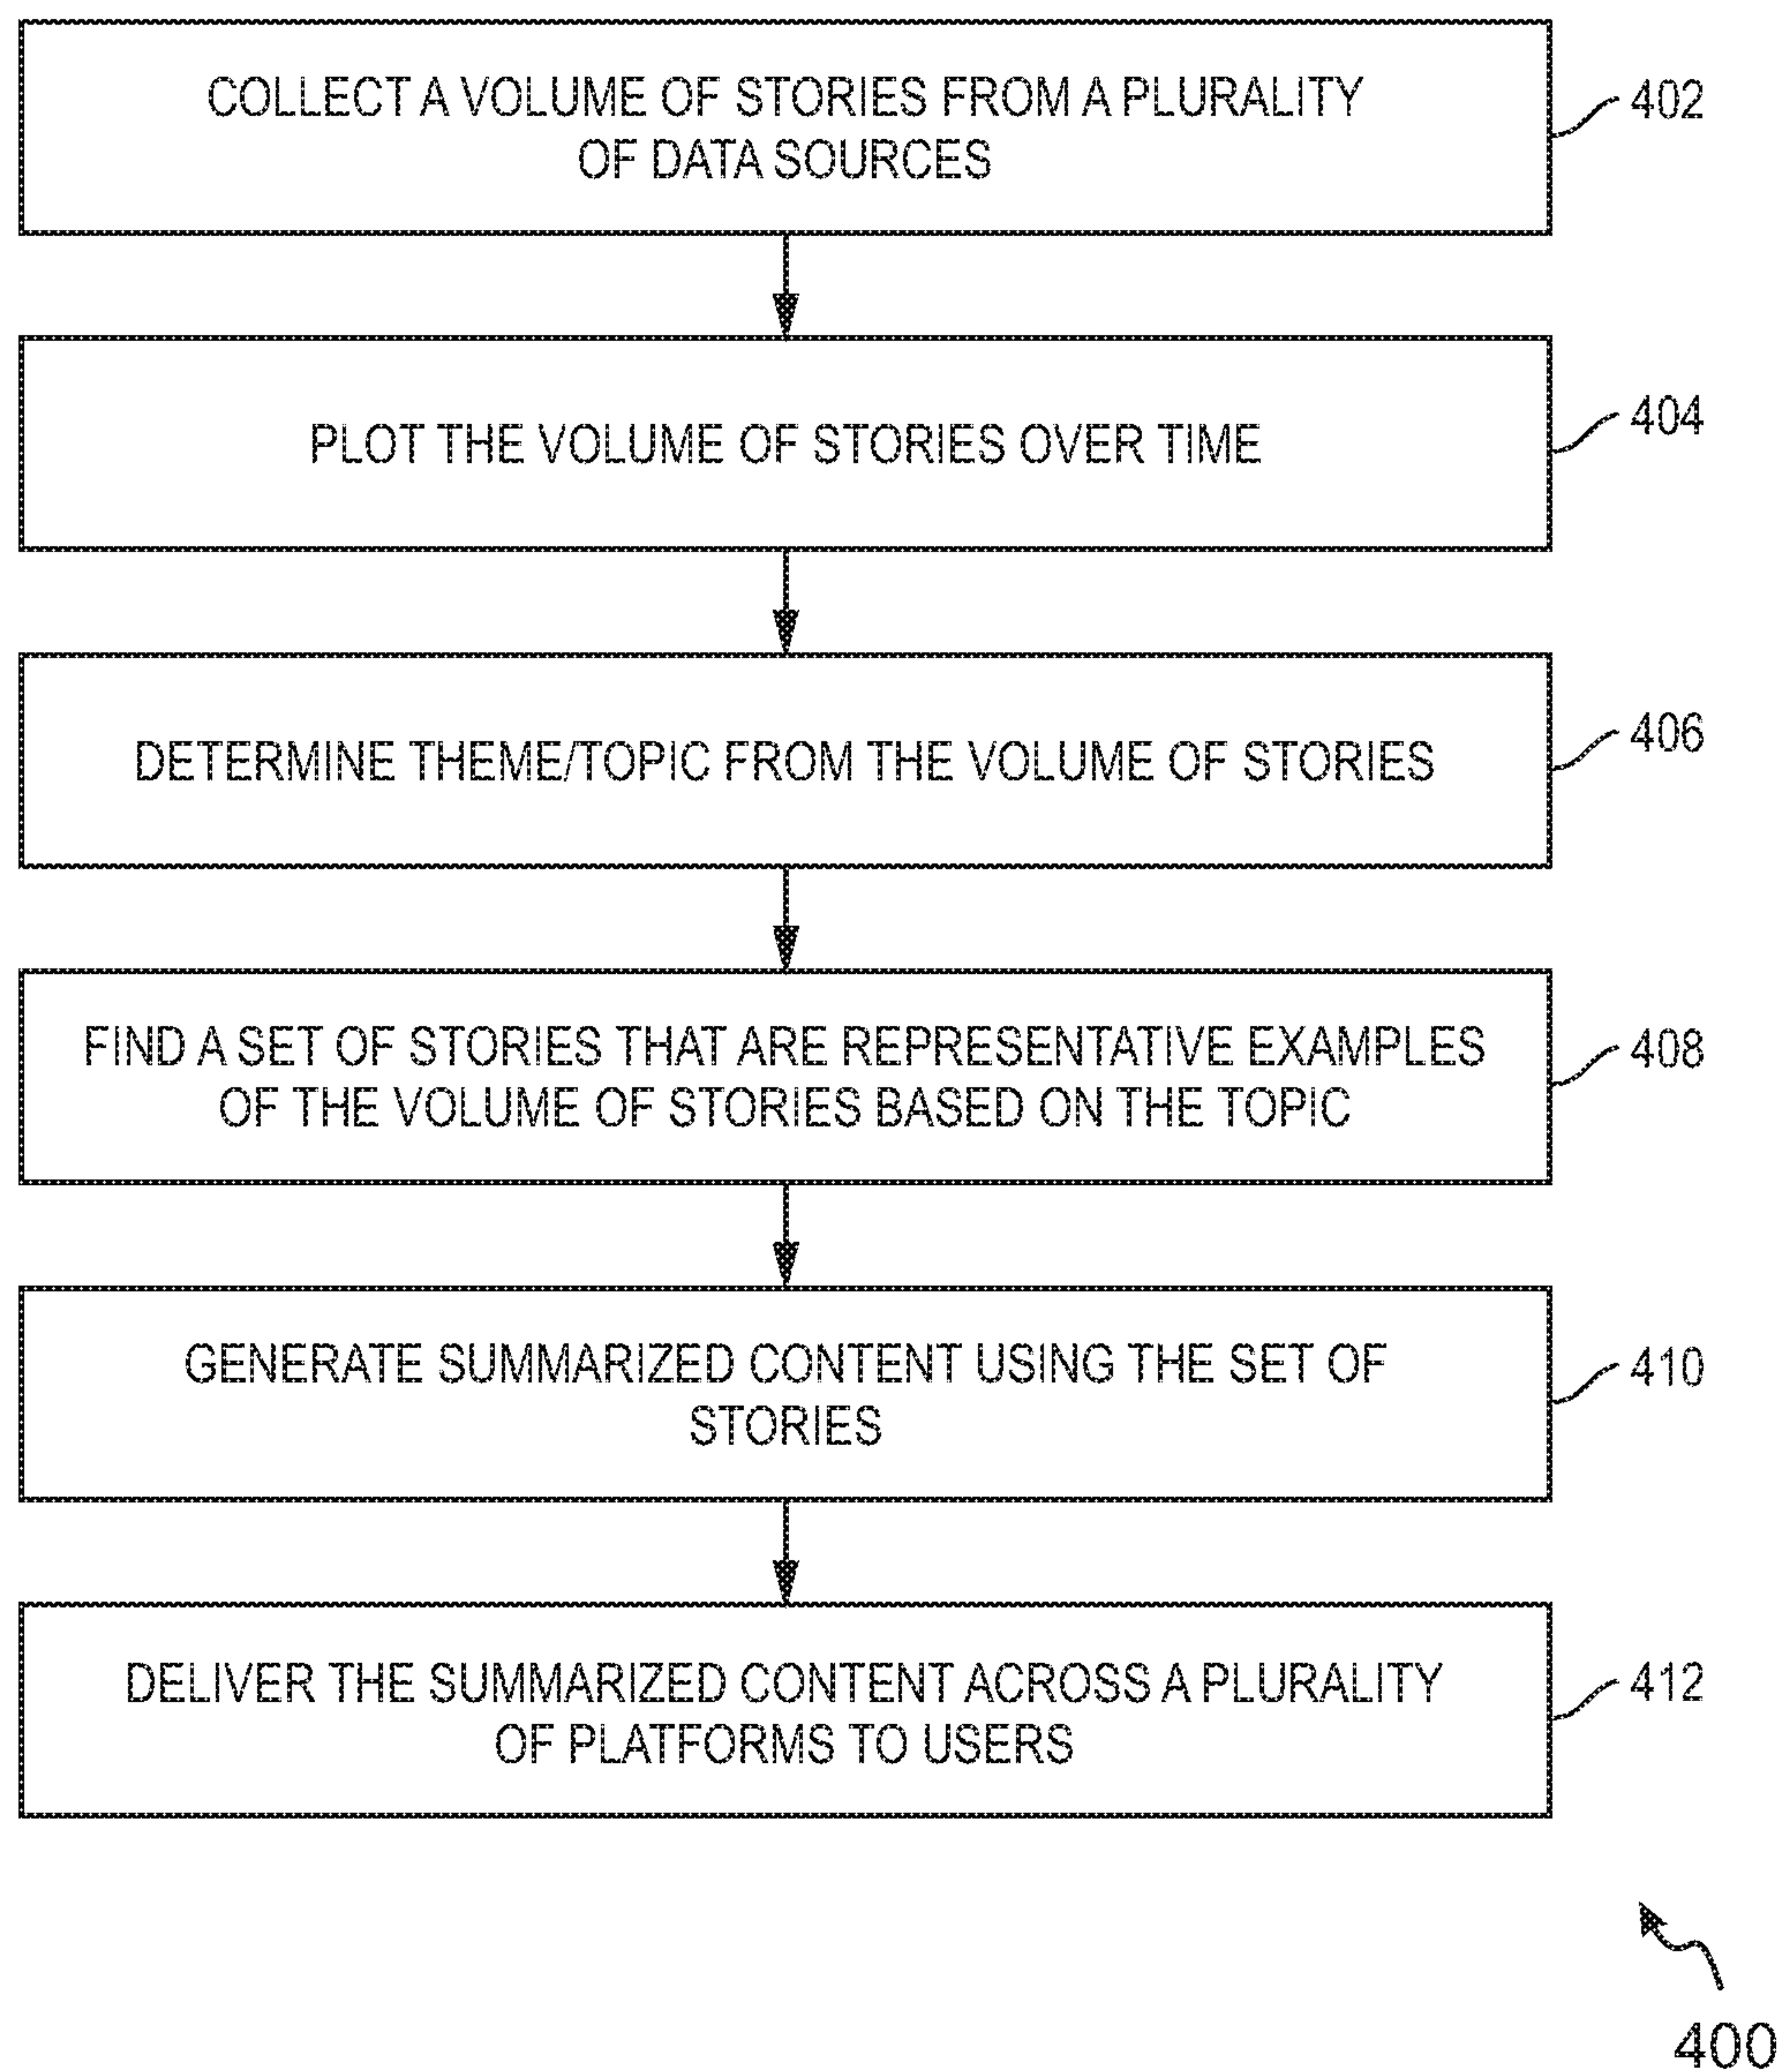 COLLECT A VOLUME OF STORIES FROM A PLURALITY
OF DATA SOURCES
402
PLOT THE VOLUME OF STORIES OVER TIME
404
DETERMINE THEME/TOPIC FROM THE VOLUME OF STORIES
406
FIND A SET OF STORIES THAT ARE REPRESENTATIVE EXAMPLES
OF THE VOLUME OF STORIES BASED ON THE TOPIC
408
GENERATE SUMMARIZED CONTENT USING THE SET OF
STORIES
410
DELIVER THE SUMMARIZED CONTENT ACROSS A PLURALITY
OF PLATFORMS TO USERS
412
400